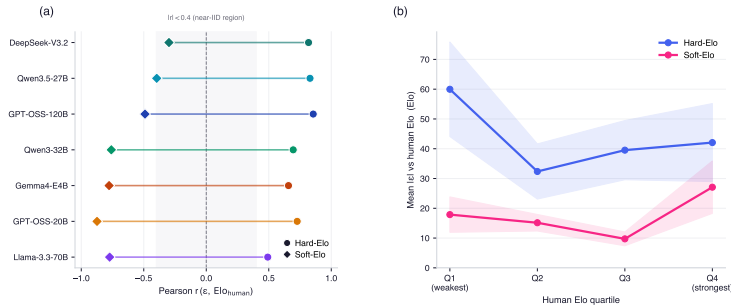 (a)
|r| < 0.4 (near-IID region)
DeepSeek-V3.2
Qwen3.5-27B
GPT-OSS-120B
Qwen3-32B
Gemma4-E4B
GPT-OSS-20B
Llama-3.3-70B
Hard-Elo
Soft-Elo
−1.0 −0.5 0.0 0.5 1.0
Pearson r(ε, Elo_human)
(b)
Hard-Elo
Soft-Elo
Mean |ε| vs human Elo (Elo)
70
60
50
40
30
20
10
0
Q1 Q2 Q3 Q4
(weakest) (strongest)
Human Elo quartile